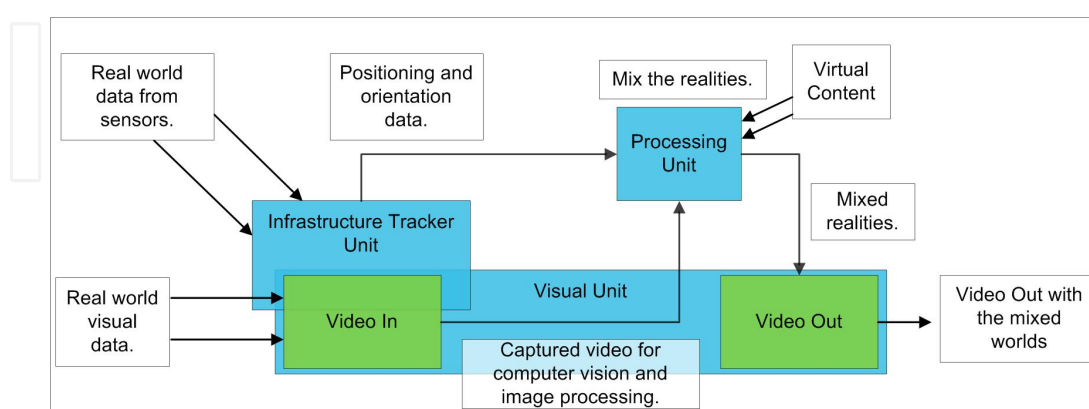 Real world
data from
sensors.
Positioning and
orientation
data.
Mix the realities.
Virtual
Content
Processing
Unit
Infrastructure Tracker
Unit
Mixed
realities.
Real world
visual
data.
Video In
Visual Unit
Video Out
Video Out with
the mixed
worlds
Captured video for
computer vision and
image processing.